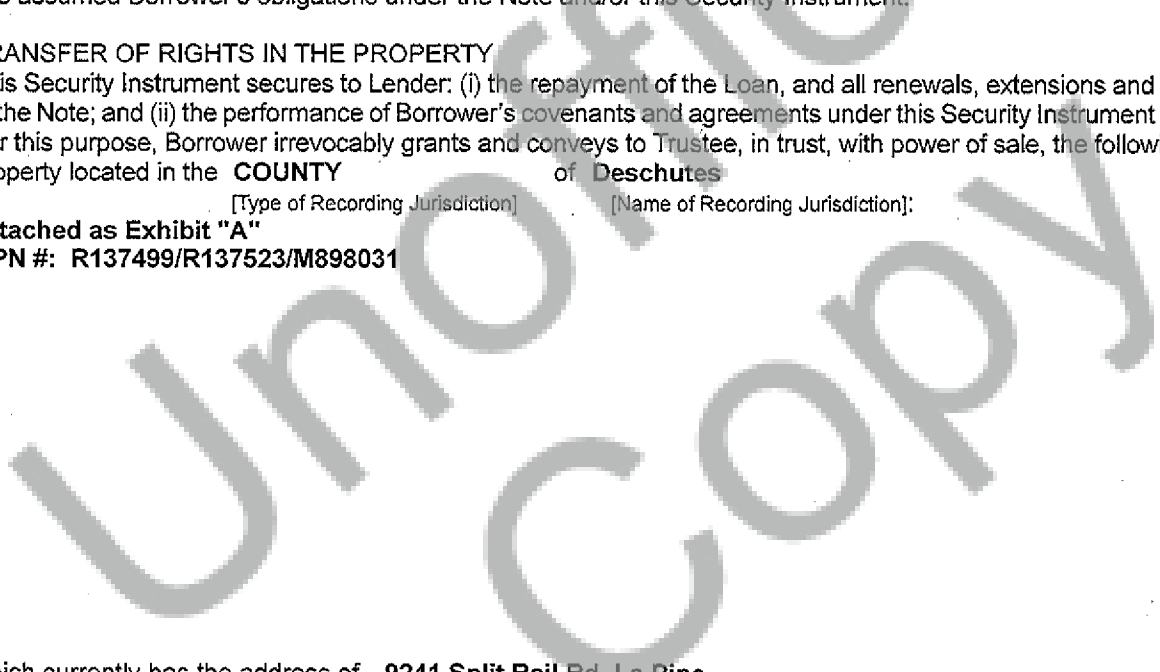 assumed Borrower's obligations under the Note and/or this Security Instrument.
RANSFER OF RIGHTS IN THE PROPERTY
is Security Instrument secures to Lender: (i) the repayment of the Loan, and all renewals, extensions and
the Note; and (ii) the performance of Borrower's covenants and agreements under this Security Instrument
r this purpose, Borrower irrevocably grants and conveys to Trustee, in trust, with power of sale, the follow
operty located in the COUNTY of Deschutes
[Type of Recording Jurisdiction] [Name of Recording Jurisdiction]:
tached as Exhibit "A"
PN #: R137499/R137523/M898031
Unoffic
Copy
ich currently has the address of 9241 Split Rail Rd, La Pine